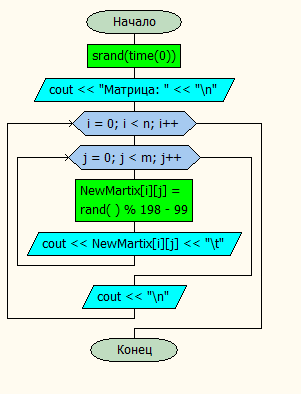 Начало
srand(time(0))
cout << "Матрица: " << "\n"
i = 0; i < n; i++
j = 0; j < m; j++
NewMartix[i][j] =
rand( ) % 198 - 99
cout << NewMartix[i][j] << "\t"
cout << "\n"
Конец